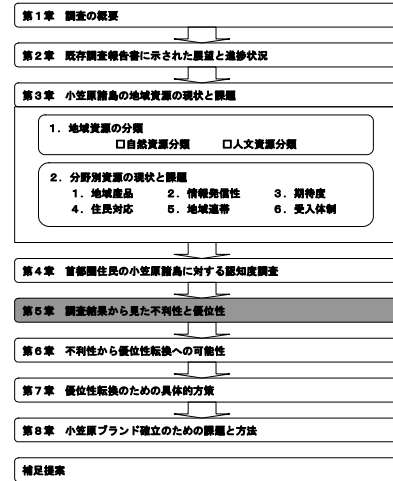 第１章　調査の概要
第２章　既存調査報告書に示された展望と進捗状況
第３章　小笠原諸島の地域資源の現状と課題
１．地域資源の分類
□自然資源分類　□人文資源分類
２．分野別資源の現状と課題
１．地域産品　２．情報発信性　３．期待度
４．住民対応　５．地域連帯　６．受入体制
第４章　首都圏住民の小笠原諸島に対する認知度調査
第５章　調査結果から見た不利性と優位性
第６章　不利性から優位性転換への可能性
第７章　優位性転換のための具体的方策
第８章　小笠原ブランド確立のための課題と方法
補足提案